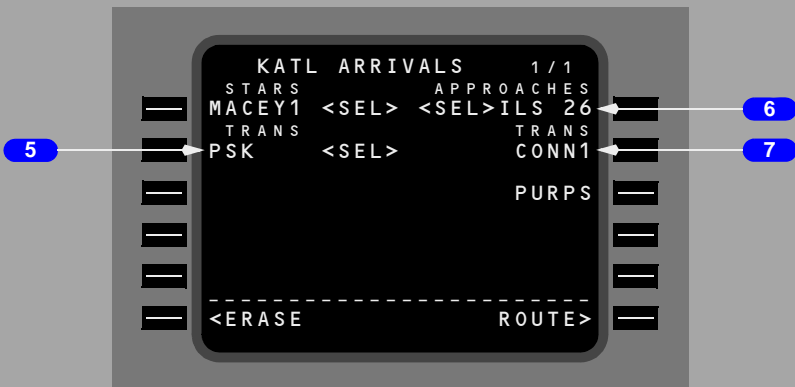 KATL ARRIVALS 1/1
STARS APPROACHES
MACEY1 <SEL> <SEL>ILS 26 6
TRANS TRANS
5 PSK <SEL> CONN1 7
PURPS
--------------------------
<ERASE ROUTE>